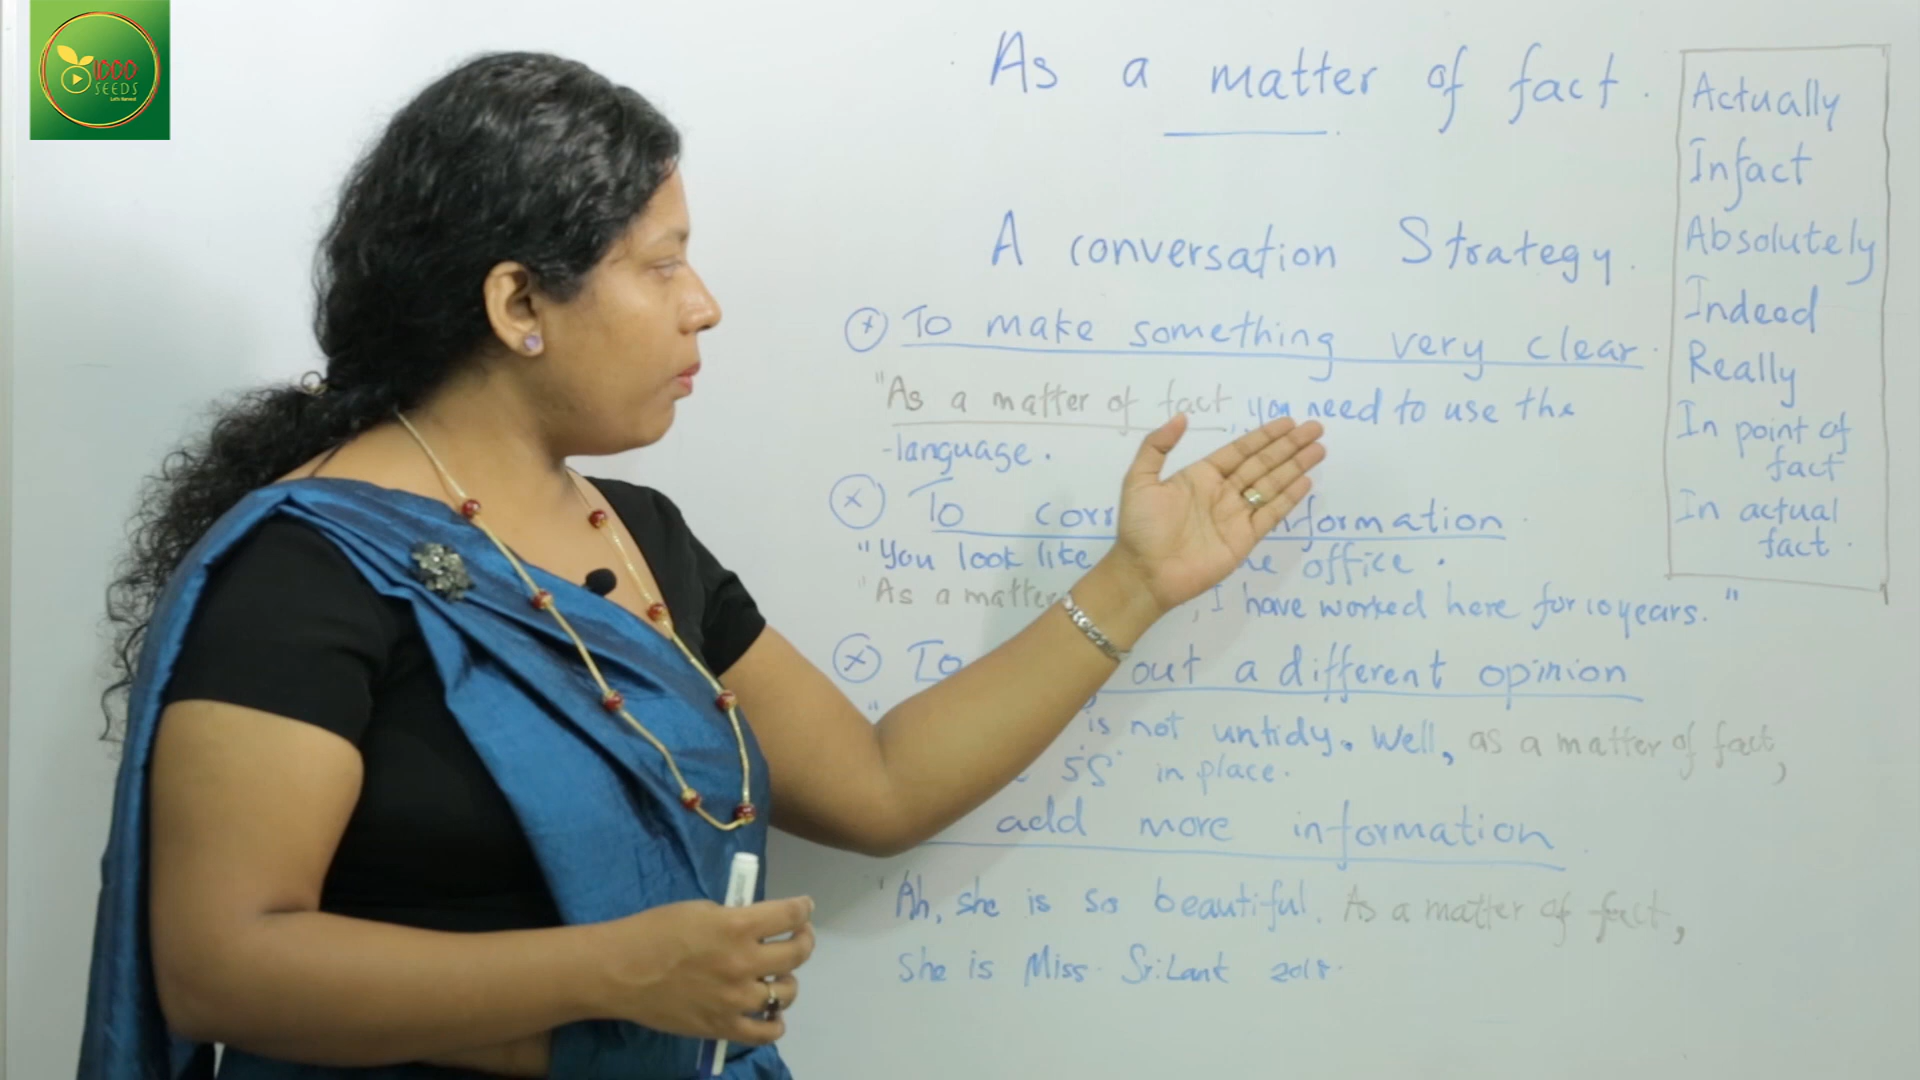 1000
SEEDS
Let's Harvest
As a matter of fact.
A conversation Strategy.
To make something very clear.
"As a matter of fact, you need to use the
-language.
To information
"You look like office.
"As a matter , I have worked here for 10 years."
To out a different opinion
is not untidy. Well, as a matter of fact,
5S in place.
add more information
"Ah, she is so beautiful. As a matter of fact,
She is Miss.
Actually
Infact
Absolutely
Indeed
Really
In point of
fact
In actual
fact.